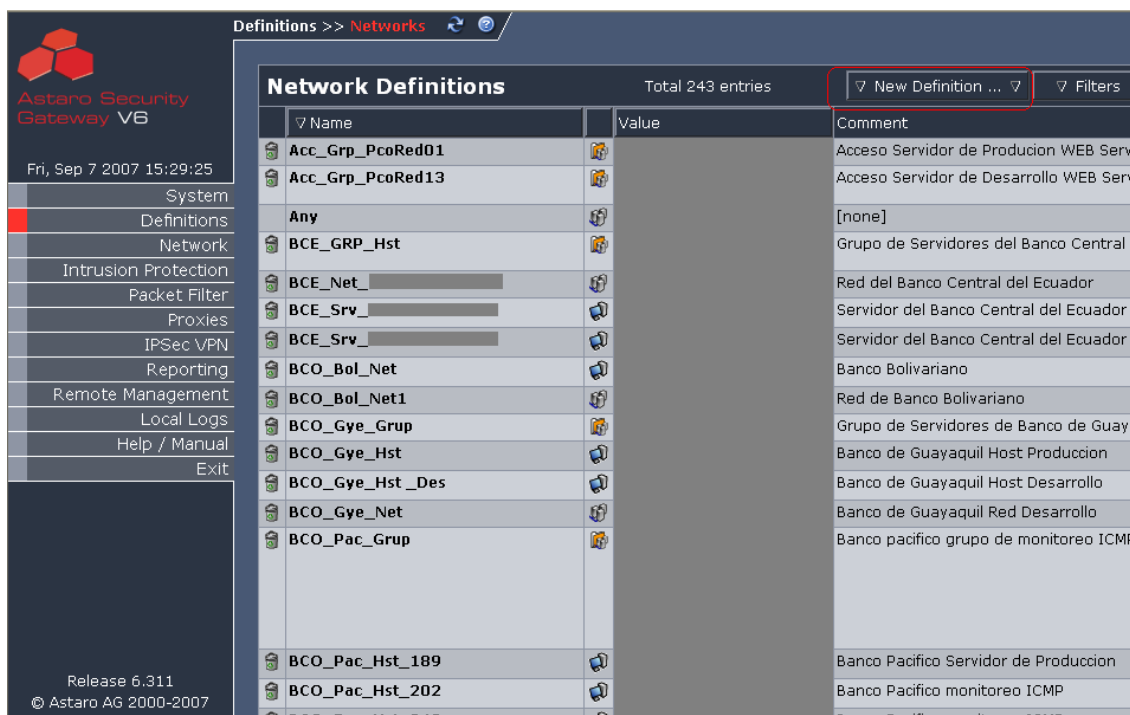 Definitions >> Networks
Astaro Security
Gateway V6
Fri, Sep 7 2007 15:29:25
System
Definitions
Network
Intrusion Protection
Packet Filter
Proxies
IPSec VPN
Reporting
Remote Management
Local Logs
Help / Manual
Exit
Release 6.311
© Astaro AG 2000-2007
Network Definitions Total 243 entries New Definition ... Filters
Name Value Comment
Acc_Grp_PcoRed01 Acceso Servidor de Producion WEB Serv
Acc_Grp_PcoRed13 Acceso Servidor de Desarrollo WEB Serv
Any [none]
BCE_GRP_Hst Grupo de Servidores del Banco Central
BCE_Net_ Red del Banco Central del Ecuador
BCE_Srv_ Servidor del Banco Central del Ecuador
BCE_Srv_ Servidor del Banco Central del Ecuador
BCO_Bol_Net Banco Bolivariano
BCO_Bol_Net1 Red de Banco Bolivariano
BCO_Gye_Grup Grupo de Servidores de Banco de Guay
BCO_Gye_Hst Banco de Guayaquil Host Produccion
BCO_Gye_Hst _Des Banco de Guayaquil Host Desarrollo
BCO_Gye_Net Banco de Guayaquil Red Desarrollo
BCO_Pac_Grup Banco pacifico grupo de monitoreo ICMP
BCO_Pac_Hst_189 Banco Pacifico Servidor de Produccion
BCO_Pac_Hst_202 Banco Pacifico monitoreo ICMP